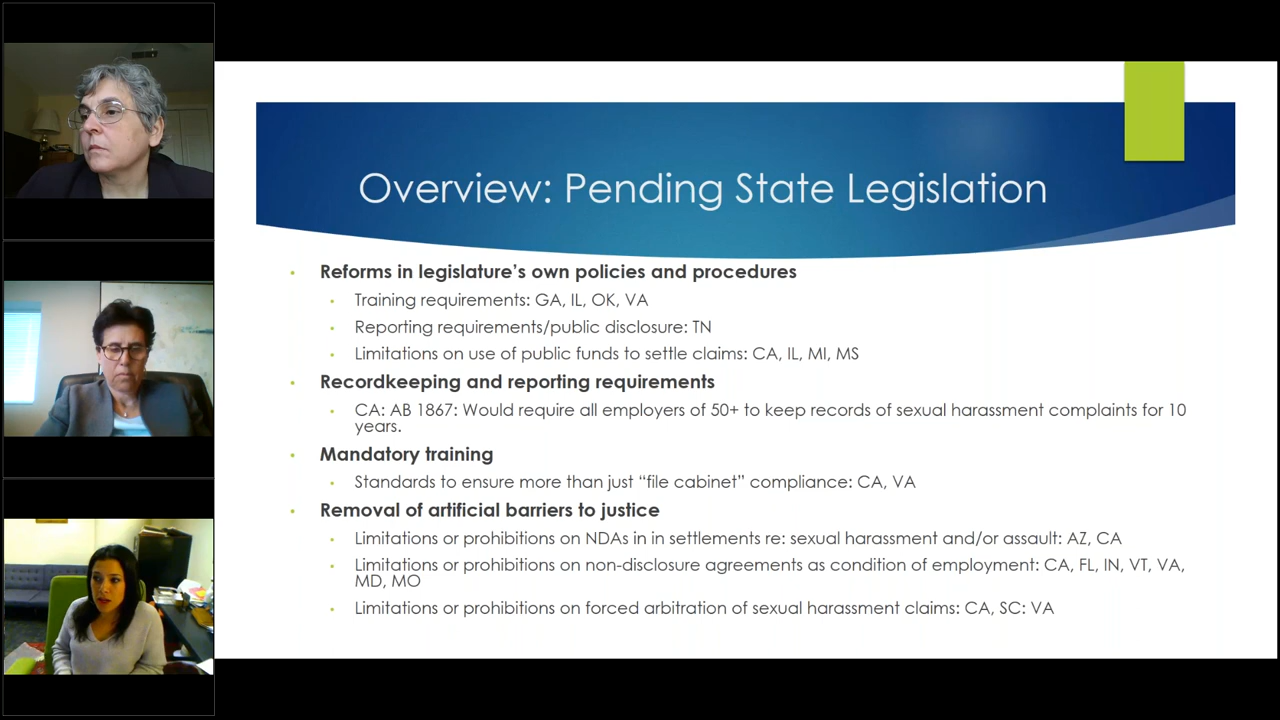 Overview: Pending State Legislation
Reforms in legislature’s own policies and procedures
Training requirements: GA, IL, OK, VA
Reporting requirements/public disclosure: TN
Limitations on use of public funds to settle claims: CA, IL, MI, MS
Recordkeeping and reporting requirements
CA: AB 1867: Would require all employers of 50+ to keep records of sexual harassment complaints for 10
years.
Mandatory training
Standards to ensure more than just “file cabinet” compliance: CA, VA
Removal of artificial barriers to justice
Limitations or prohibitions on NDAs in in settlements re: sexual harassment and/or assault: AZ, CA
Limitations or prohibitions on non-disclosure agreements as condition of employment: CA, FL, IN, VT, VA,
MD, MO
Limitations or prohibitions on forced arbitration of sexual harassment claims: CA, SC: VA